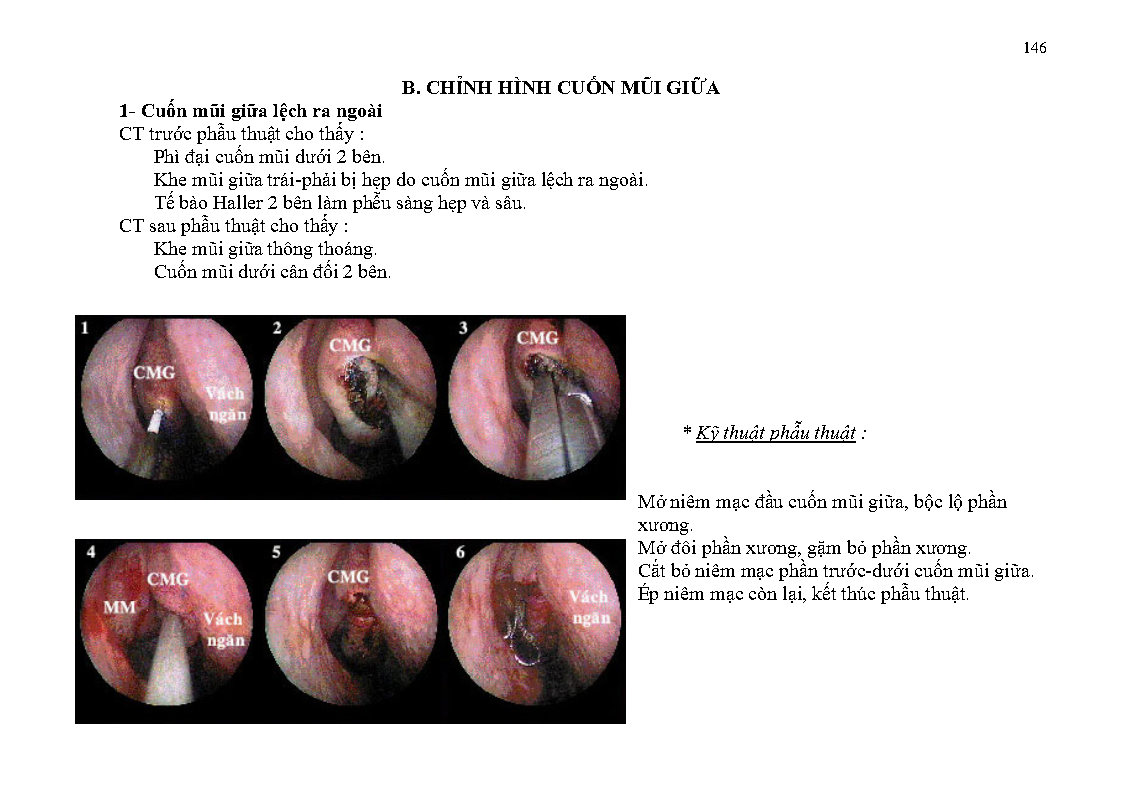 146
B. CHỈNH HÌNH CUỐN MŨI GIỮA
1- Cuốn mũi giữa lệch ra ngoài
CT trước phẫu thuật cho thấy :
Phì đại cuốn mũi dưới 2 bên.
Khe mũi giữa trái-phải bị hẹp do cuốn mũi giữa lệch ra ngoài.
Tế bào Haller 2 bên làm phễu sàng hẹp và sâu.
CT sau phẫu thuật cho thấy :
Khe mũi giữa thông thoáng.
Cuốn mũi dưới cân đối 2 bên.
1
CMG
Vách
ngăn
2
CMG
3
CMG
* Kỹ thuật phẫu thuật :
Mở niêm mạc đầu cuốn mũi giữa, bộc lộ phần
xương.
Mở đôi phần xương, gặm bỏ phần xương.
Cắt bỏ niêm mạc phần trước-dưới cuốn mũi giữa.
Ép niêm mạc còn lại, kết thúc phẫu thuật.
4
CMG
MM
Vách
ngăn
5
CMG
6
Vách
ngăn